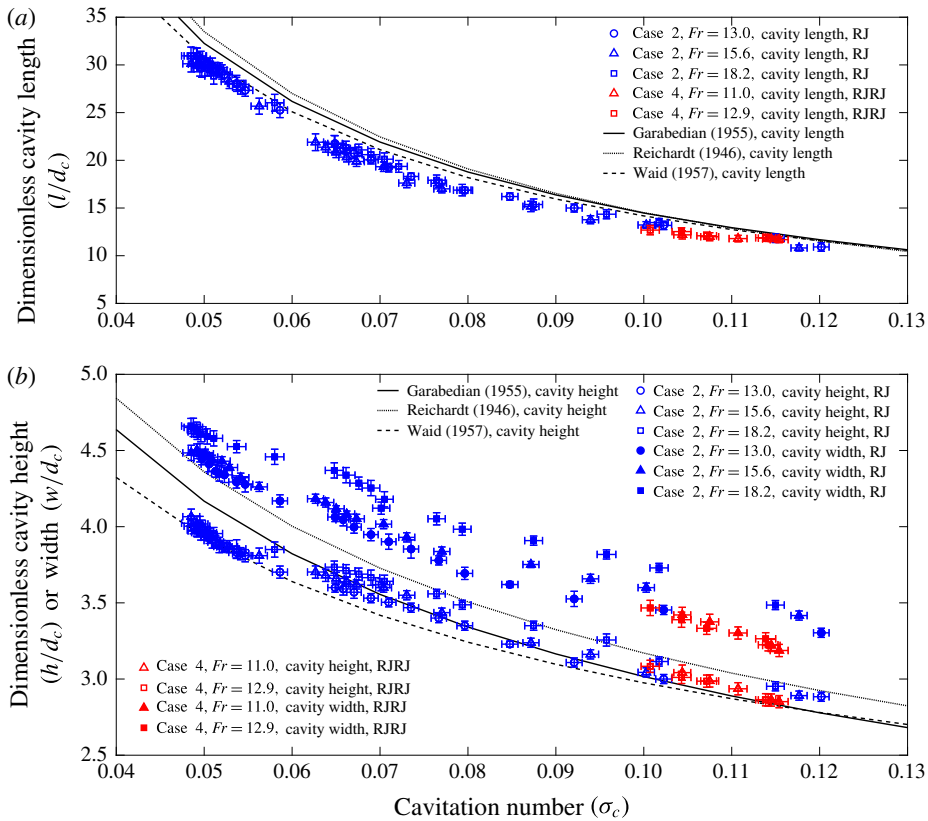 (a)
35
30
25
20
15
10
5
0.04 0.05 0.06 0.07 0.08 0.09 0.10 0.11 0.12 0.13
Dimensionless cavity length
(l/d_c)
Case 2, Fr = 13.0, cavity length, RJ
Case 2, Fr = 15.6, cavity length, RJ
Case 2, Fr = 18.2, cavity length, RJ
Case 4, Fr = 11.0, cavity length, RJRJ
Case 4, Fr = 12.9, cavity length, RJRJ
Garabedian (1955), cavity length
Reichardt (1946), cavity length
Waid (1957), cavity length
(b)
5.0
4.5
4.0
3.5
3.0
2.5
0.04 0.05 0.06 0.07 0.08 0.09 0.10 0.11 0.12 0.13
Dimensionless cavity height
(h/d_c) or width (w/d_c)
Garabedian (1955), cavity height
Reichardt (1946), cavity height
Waid (1957), cavity height
Case 2, Fr = 13.0, cavity height, RJ
Case 2, Fr = 15.6, cavity height, RJ
Case 2, Fr = 18.2, cavity height, RJ
Case 2, Fr = 13.0, cavity width, RJ
Case 2, Fr = 15.6, cavity width, RJ
Case 2, Fr = 18.2, cavity width, RJ
Case 4, Fr = 11.0, cavity height, RJRJ
Case 4, Fr = 12.9, cavity height, RJRJ
Case 4, Fr = 11.0, cavity width, RJRJ
Case 4, Fr = 12.9, cavity width, RJRJ
Cavitation number (σ_c)